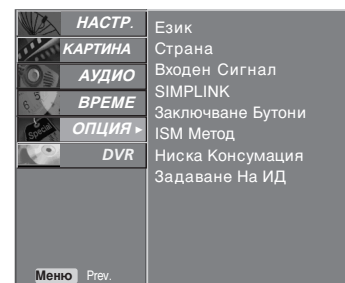 НАСТР.
КАРТИНА
АУДИО
ВРЕМЕ
ОПЦИЯ
DVR
Език
Страна
Входен Сигнал
SIMPLINK
Заключване Бутони
ISM Метод
Ниска Консумация
Задаване На ИД
Меню Prev.